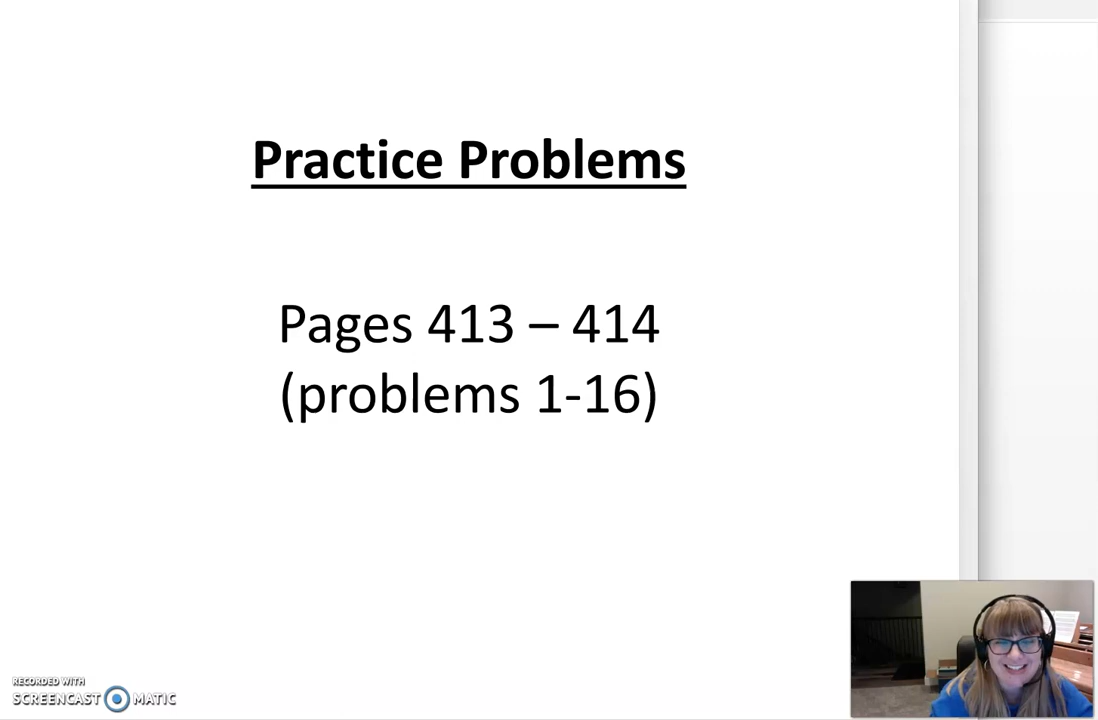 Practice Problems
Pages 413 – 414
(problems 1-16)
RECORDED WITH
SCREENCAST MATIC